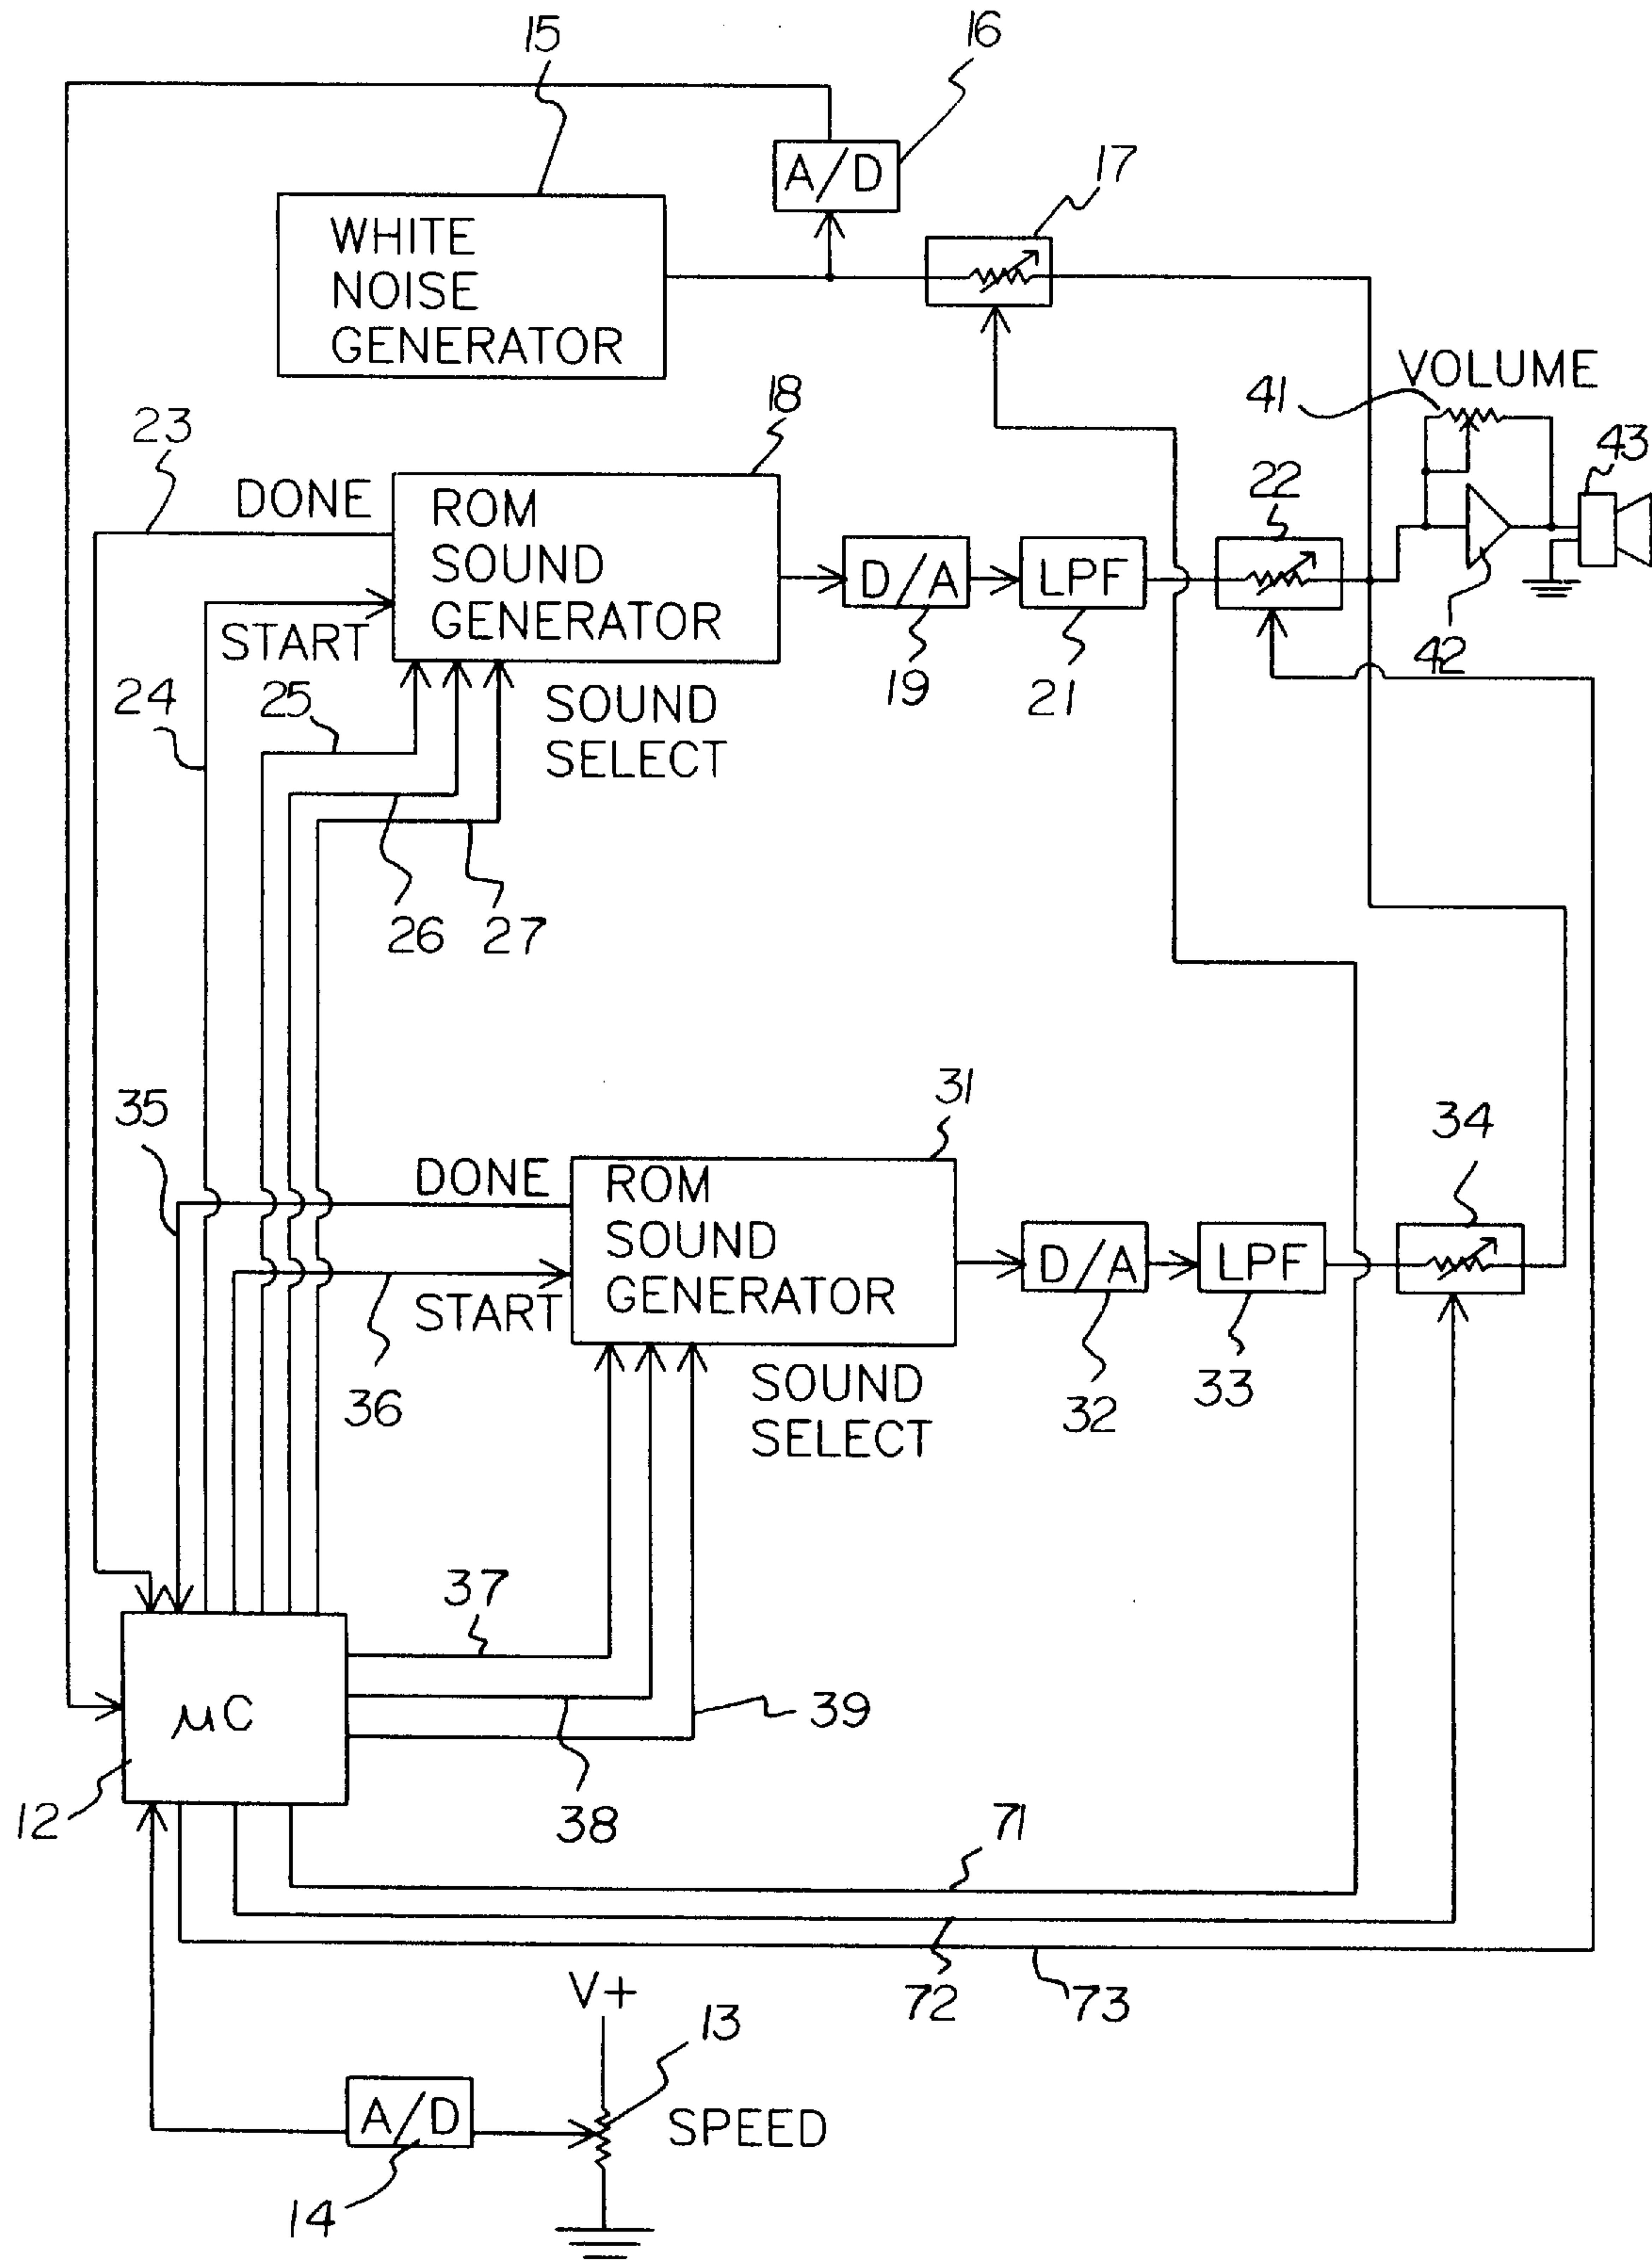 15
16
A/D
17
WHITE
NOISE
GENERATOR
VOLUME
41
18
23
43
DONE
ROM
SOUND
GENERATOR
22
D/A
LPF
START
42
19
21
24
25
SOUND
SELECT
26
27
31
35
34
DONE
ROM
SOUND
GENERATOR
D/A
LPF
START
36
SOUND
SELECT
32
33
37
μC
39
12
38
71
72
73
V+
13
A/D
SPEED
14